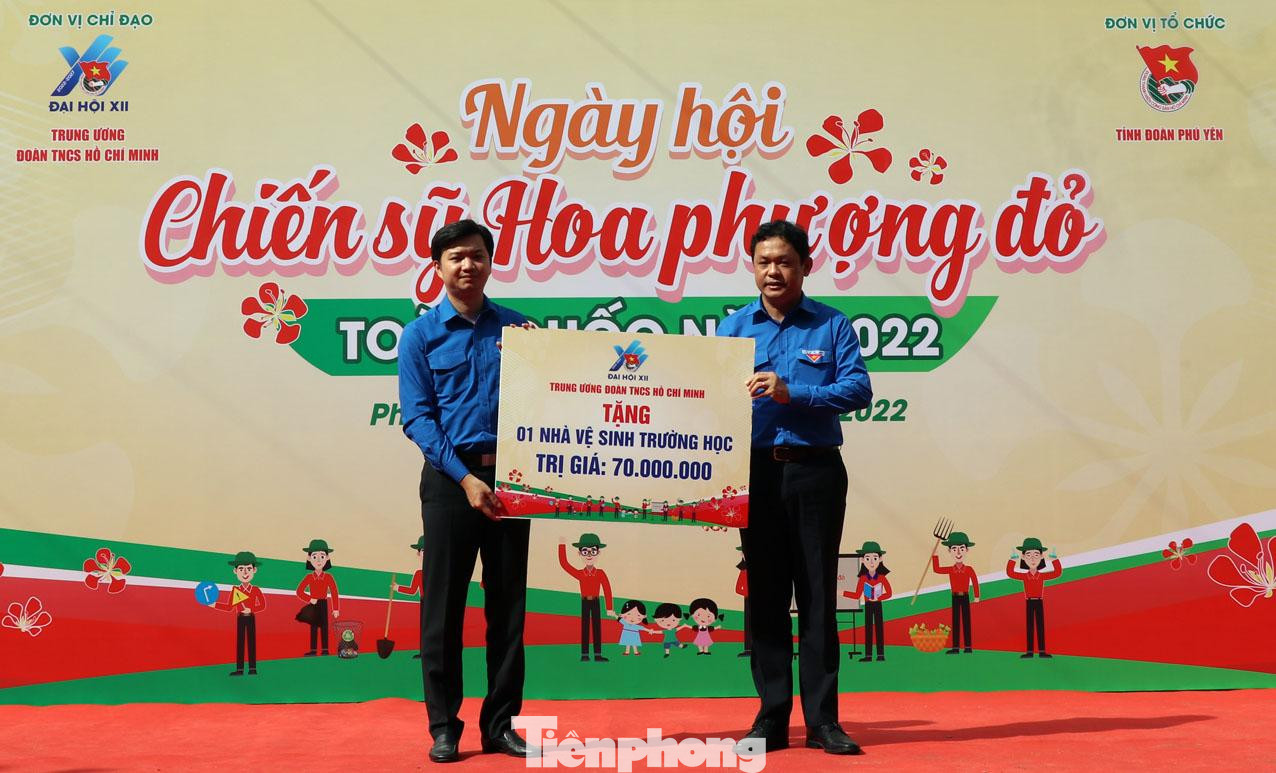 ĐƠN VỊ CHỈ ĐẠO
ĐẠI HỘI XII
TRUNG ƯƠNG
ĐOÀN TNCS HỒ CHÍ MINH
ĐƠN VỊ TỔ CHỨC
TỈNH ĐOÀN PHÚ YÊN
Ngày hội
Chiến sỹ Hoa phượng đỏ
2022
2022
ĐẠI HỘI XII
TRUNG ƯƠNG ĐOÀN TNCS HỒ CHÍ MINH
TẶNG
01 NHÀ VỆ SINH TRƯỜNG HỌC
TRỊ GIÁ: 70.000.000
Tiềnphong